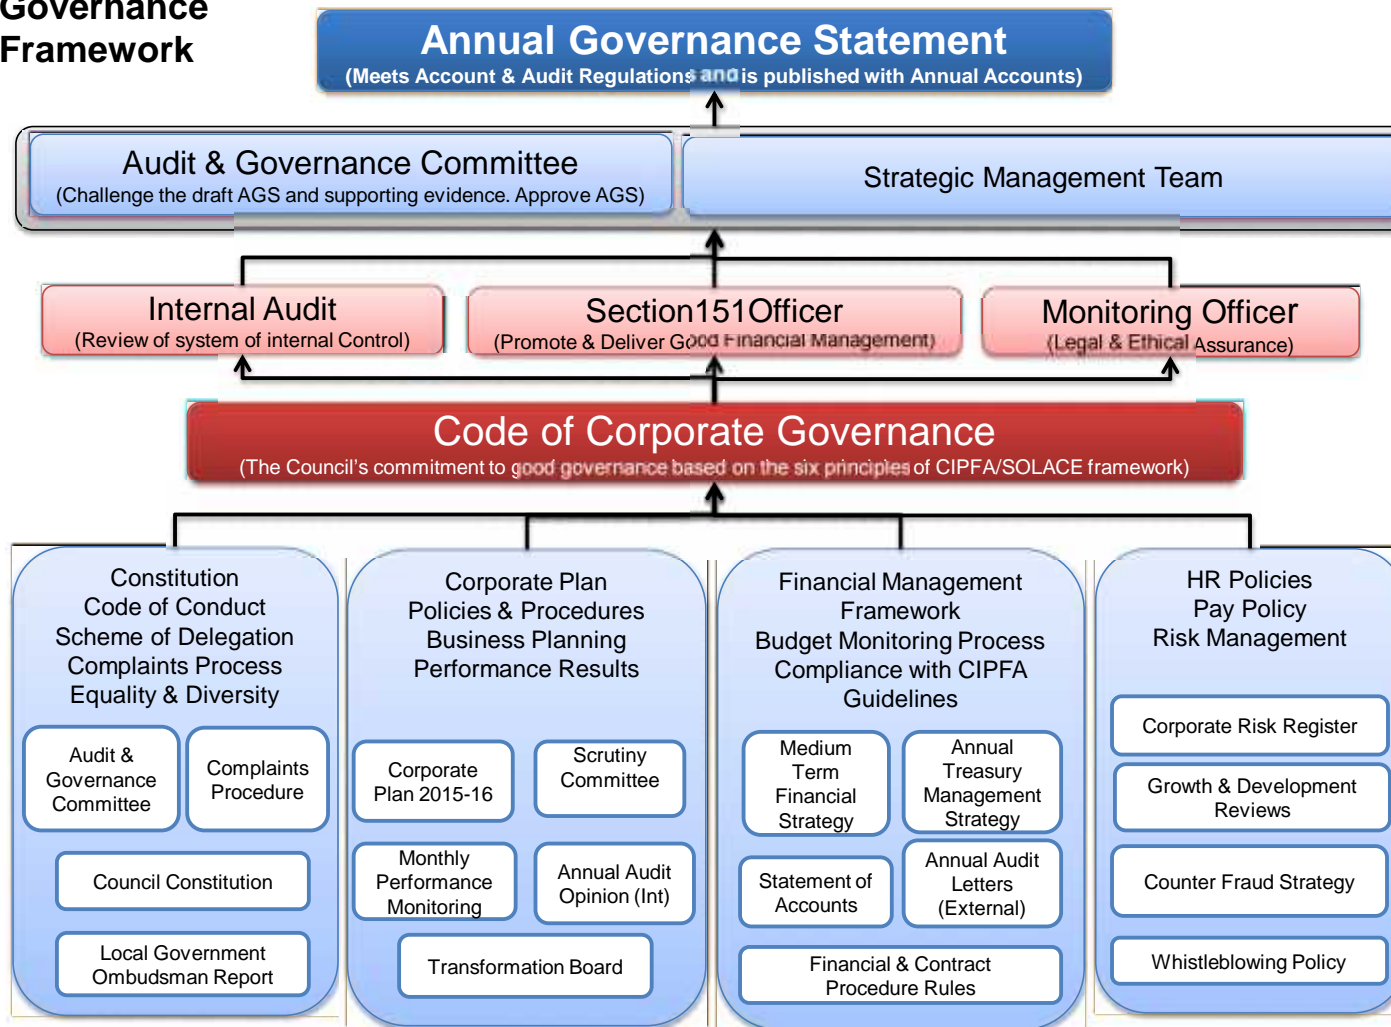 Governance
Framework
Annual Governance Statement
(Meets Account & Audit Regulations and is published with Annual Accounts)
Audit & Governance Committee
(Challenge the draft AGS and supporting evidence. Approve AGS)
Strategic Management Team
Internal Audit
(Review of system of internal Control)
Section151Officer
(Promote & Deliver Good Financial Management)
Monitoring Officer
(Legal & Ethical Assurance)
Code of Corporate Governance
(The Council's commitment to good governance based on the six principles of CIPFA/SOLACE framework)
Constitution
Code of Conduct
Scheme of Delegation
Complaints Process
Equality & Diversity
Audit &
Governance
Committee
Complaints
Procedure
Council Constitution
Local Government
Ombudsman Report
Corporate Plan
Policies & Procedures
Business Planning
Performance Results
Corporate
Plan 2015-16
Scrutiny
Committee
Monthly
Performance
Monitoring
Annual Audit
Opinion (Int)
Transformation Board
Financial Management
Framework
Budget Monitoring Process
Compliance with CIPFA
Guidelines
Medium
Term
Financial
Strategy
Annual
Treasury
Management
Strategy
Statement of
Accounts
Annual Audit
Letters
(External)
Financial & Contract
Procedure Rules
HR Policies
Pay Policy
Risk Management
Corporate Risk Register
Growth & Development
Reviews
Counter Fraud Strategy
Whistleblowing Policy